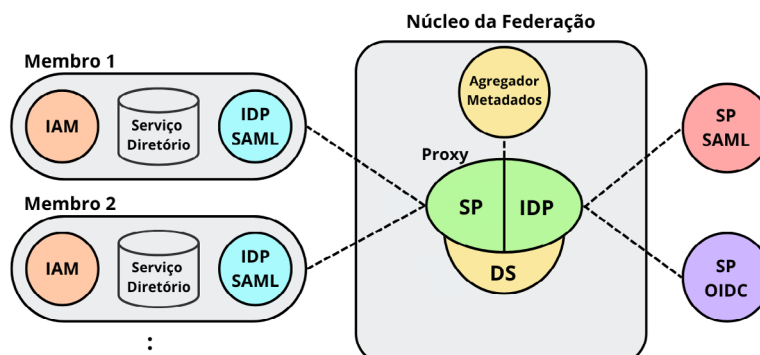 Núcleo da Federação
Membro 1
IAM
Serviço
Diretório
IDP
SAML
Membro 2
IAM
Serviço
Diretório
IDP
SAML
:
Agregador
Metadados
Proxy
SP
IDP
DS
SP
SAML
SP
OIDC